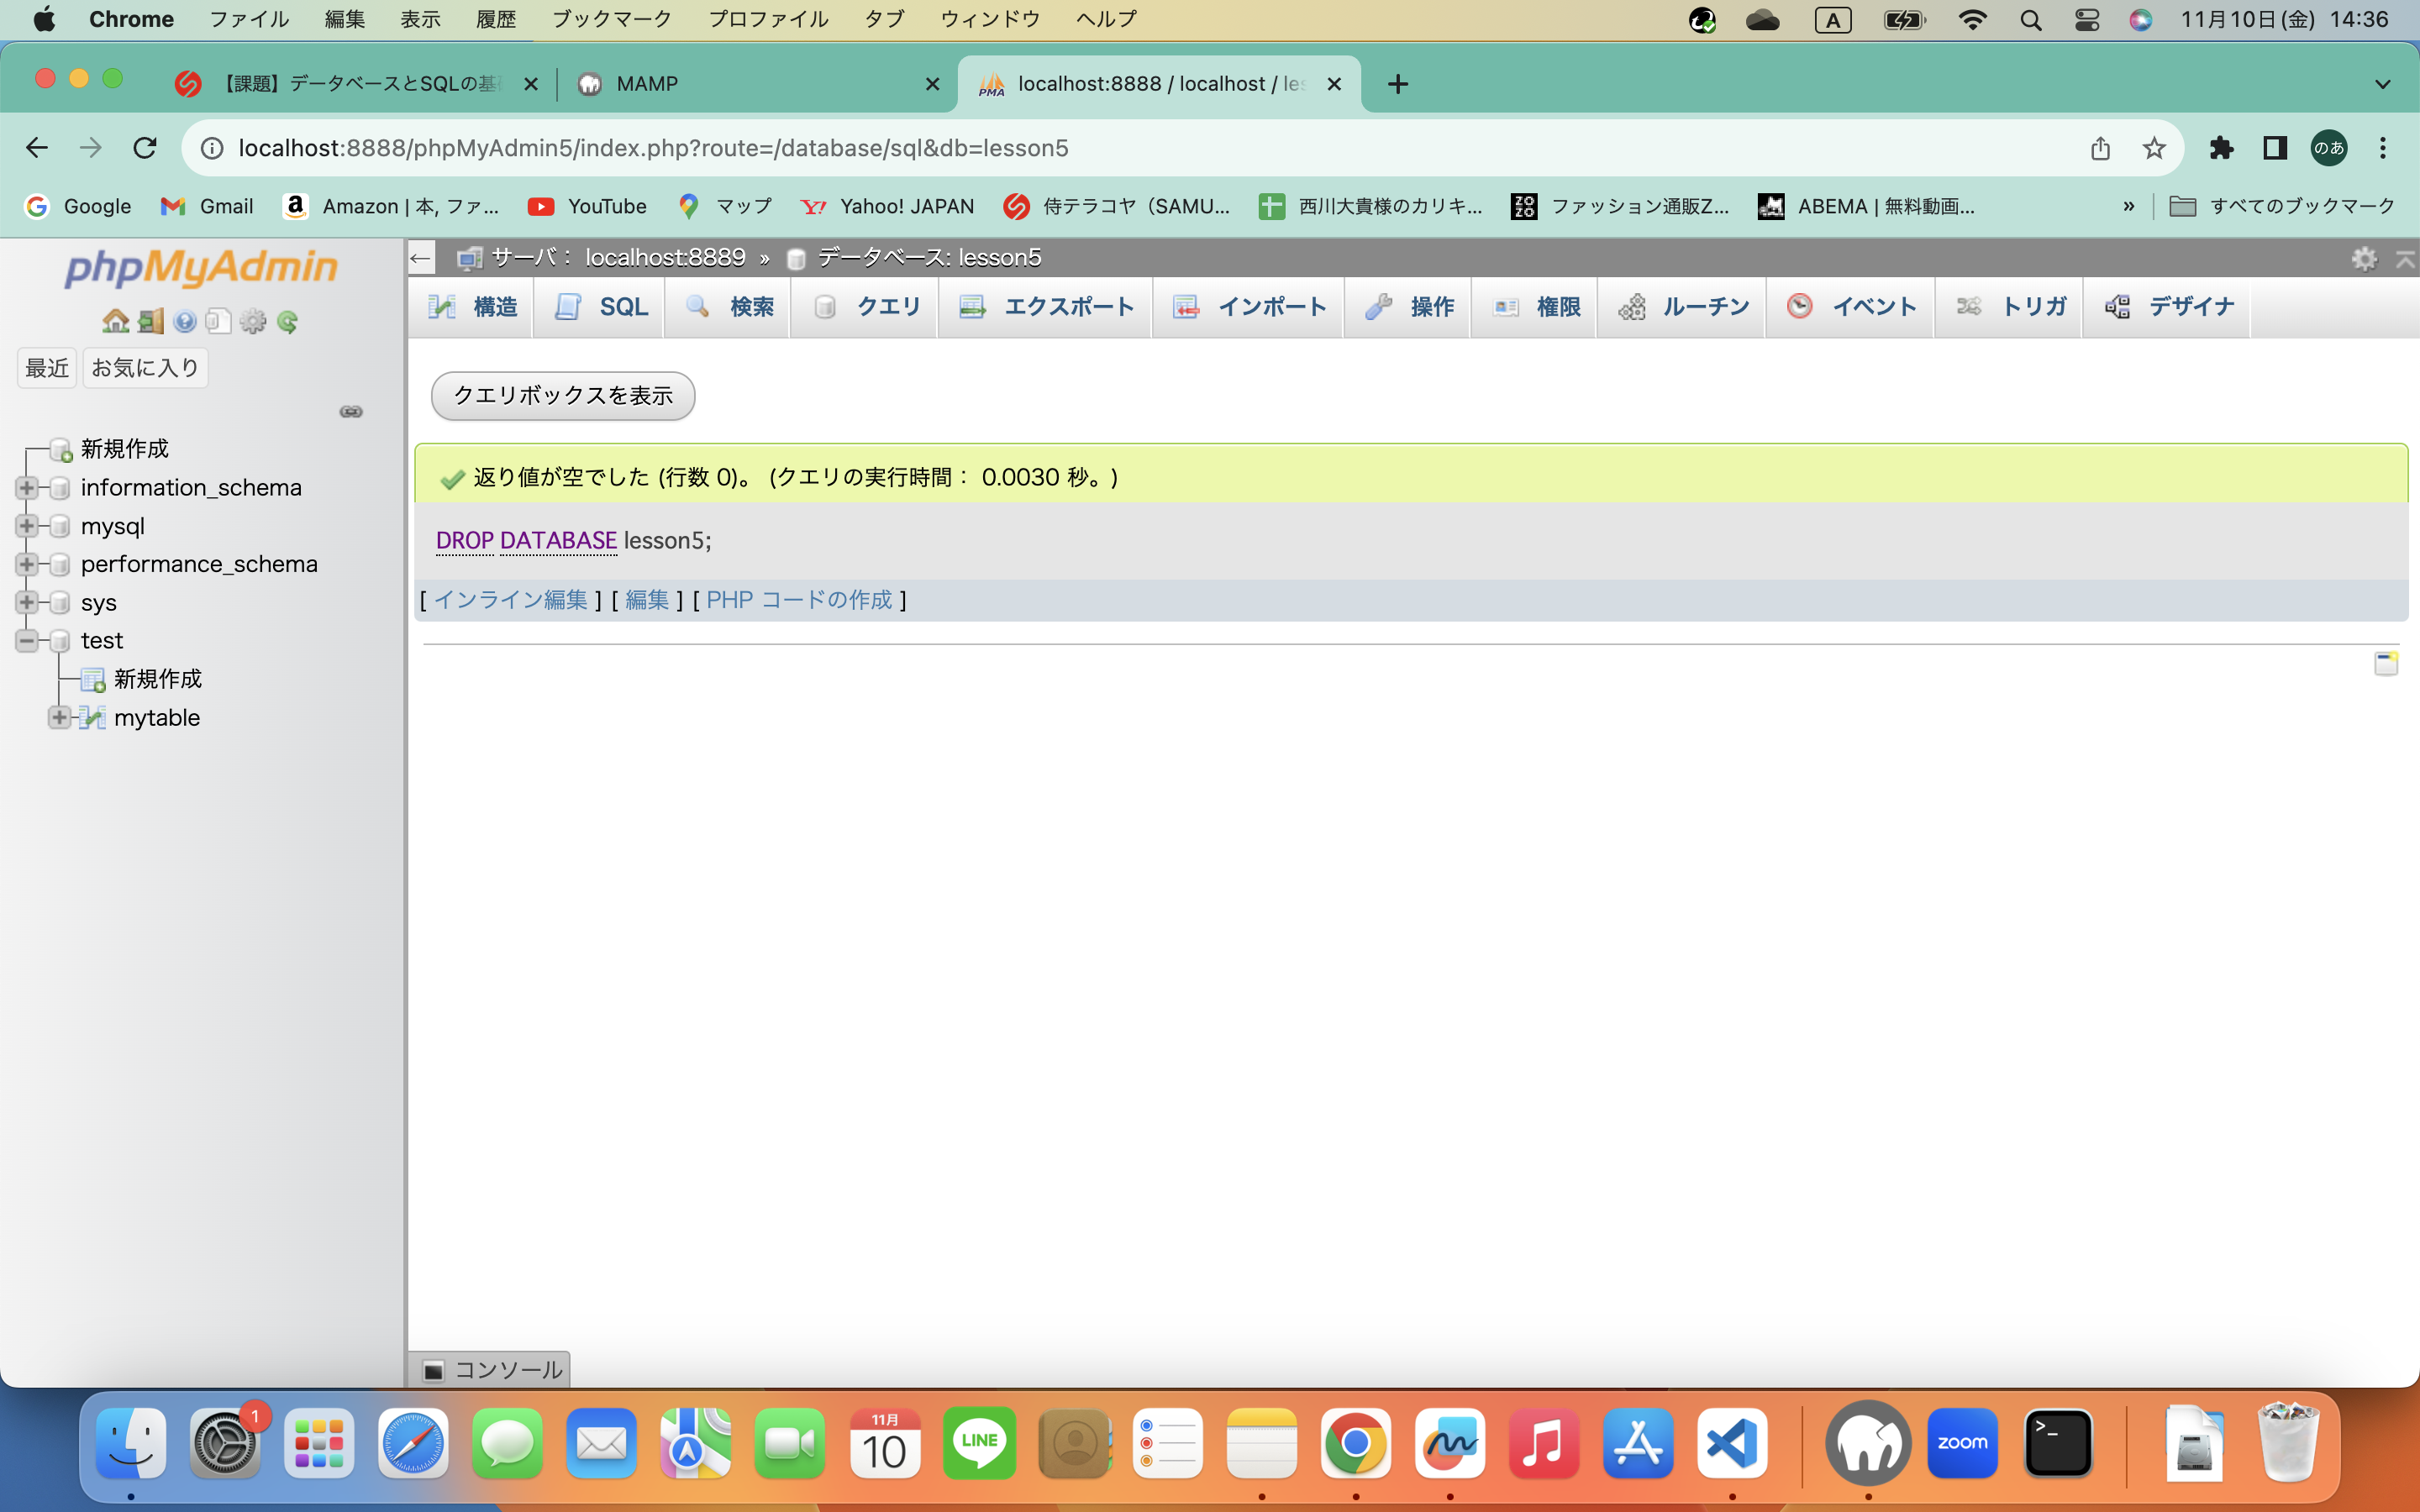 Chrome ファイル 編集 表示 履歴 ブックマーク プロファイル タブ ウィンドウ ヘルプ A 11月10日(金) 14:36
【課題】データベースとSQLの基 MAMP localhost:8888 / localhost / les
localhost:8888/phpMyAdmin5/index.php?route=/database/sql&db=lesson5 のあ
Google Gmail Amazon | 本, ファ... YouTube マップ Yahoo! JAPAN 侍テラコヤ（SAMU... 西川大貴様のカリキ... ファッション通販Z... ABEMA | 無料動画... » すべてのブックマーク
phpMyAdmin
← サーバ： localhost:8889 » データベース: lesson5
構造 SQL 検索 クエリ エクスポート インポート 操作 権限 ルーチン イベント トリガ デザイナ
最近 お気に入り
新規作成
information_schema
mysql
performance_schema
sys
test
新規作成
mytable
クエリボックスを表示
返り値が空でした (行数 0)。 (クエリの実行時間： 0.0030 秒。)
DROP DATABASE lesson5;
[ インライン編集 ] [ 編集 ] [ PHP コードの作成 ]
コンソール
1 11月 10 LINE zoom >_